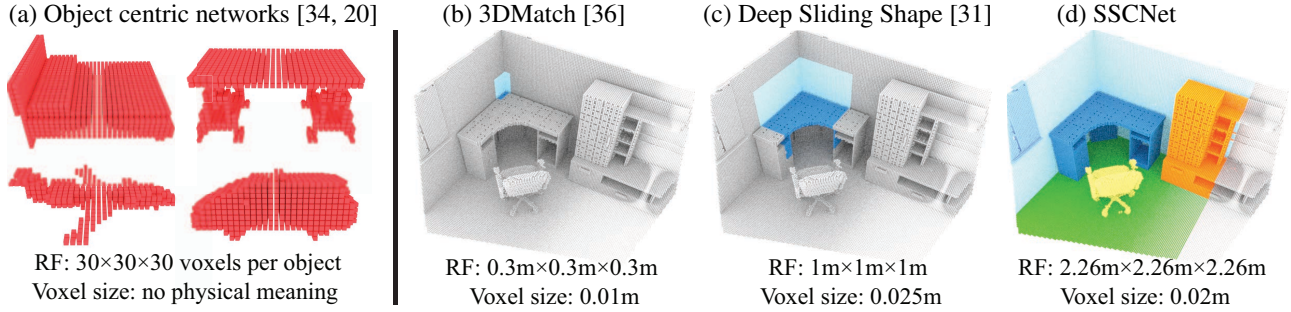 (a) Object centric networks [34, 20]
RF: 30×30×30 voxels per object
Voxel size: no physical meaning
(b) 3DMatch [36]
RF: 0.3m×0.3m×0.3m
Voxel size: 0.01m
(c) Deep Sliding Shape [31]
RF: 1m×1m×1m
Voxel size: 0.025m
(d) SSCNet
RF: 2.26m×2.26m×2.26m
Voxel size: 0.02m